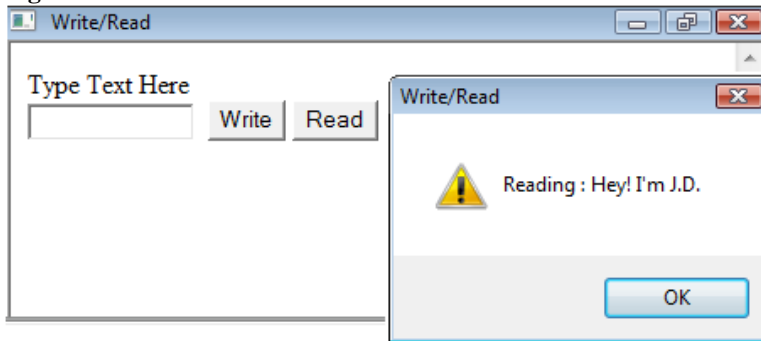 Write/Read
Type Text Here
Write Read
Write/Read
Reading : Hey! I'm J.D.
OK